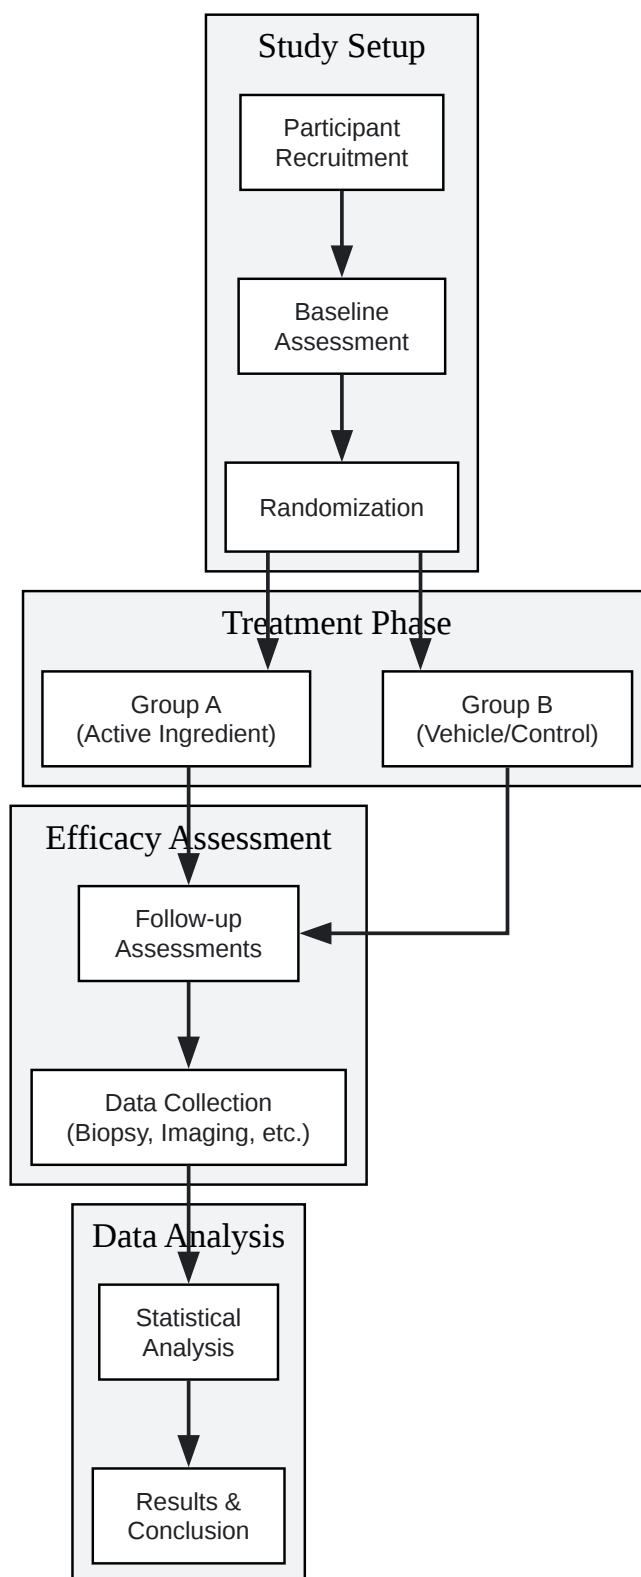 Study Setup
Participant
Recruitment
Baseline
Assessment
Randomization
Treatment Phase
Group A
(Active Ingredient)
Group B
(Vehicle/Control)
Efficacy Assessment
Follow-up
Assessments
Data Collection
(Biopsy, Imaging, etc.)
Data Analysis
Statistical
Analysis
Results &
Conclusion